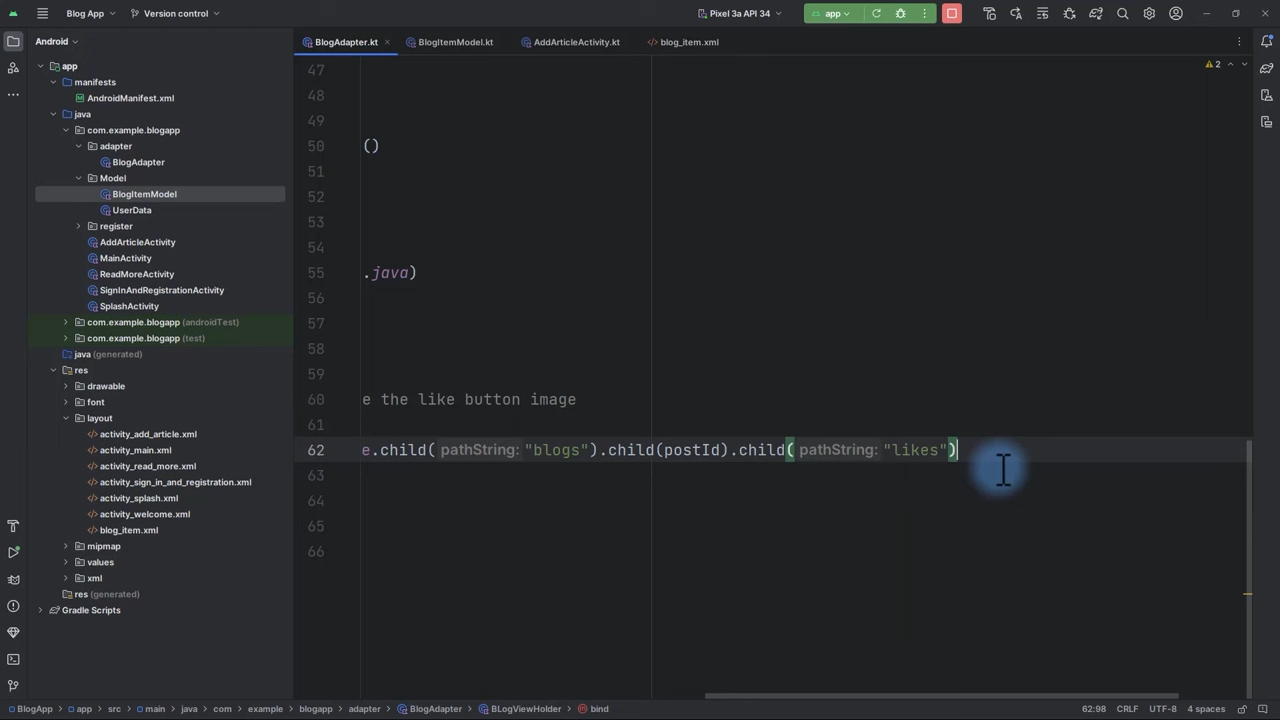 Blog App
Version control
Pixel 3a API 34
app
Android
BlogAdapter.kt
BlogItemModel.kt
AddArticleActivity.kt
blog_item.xml
2
app
manifests
AndroidManifest.xml
java
com.example.blogapp
adapter
BlogAdapter
Model
BlogItemModel
UserData
register
AddArticleActivity
MainActivity
ReadMoreActivity
SignInAndRegistrationActivity
SplashActivity
com.example.blogapp (androidTest)
com.example.blogapp (test)
java (generated)
res
drawable
font
layout
activity_add_article.xml
activity_main.xml
activity_read_more.xml
activity_sign_in_and_registration.xml
activity_splash.xml
activity_welcome.xml
blog_item.xml
mipmap
values
xml
res (generated)
Gradle Scripts
47
48
49
50 ()
51
52
53
54
55 .java)
56
57
58
59
60 e the like button image
61
62 e.child( pathString: "blogs").child(postId).child( pathString: "likes")
63
64
65
66
BlogApp > app > src > main > java > com > example > blogapp > adapter > BlogAdapter > BLogViewHolder > bind
62:98 CRLF UTF-8 4 spaces